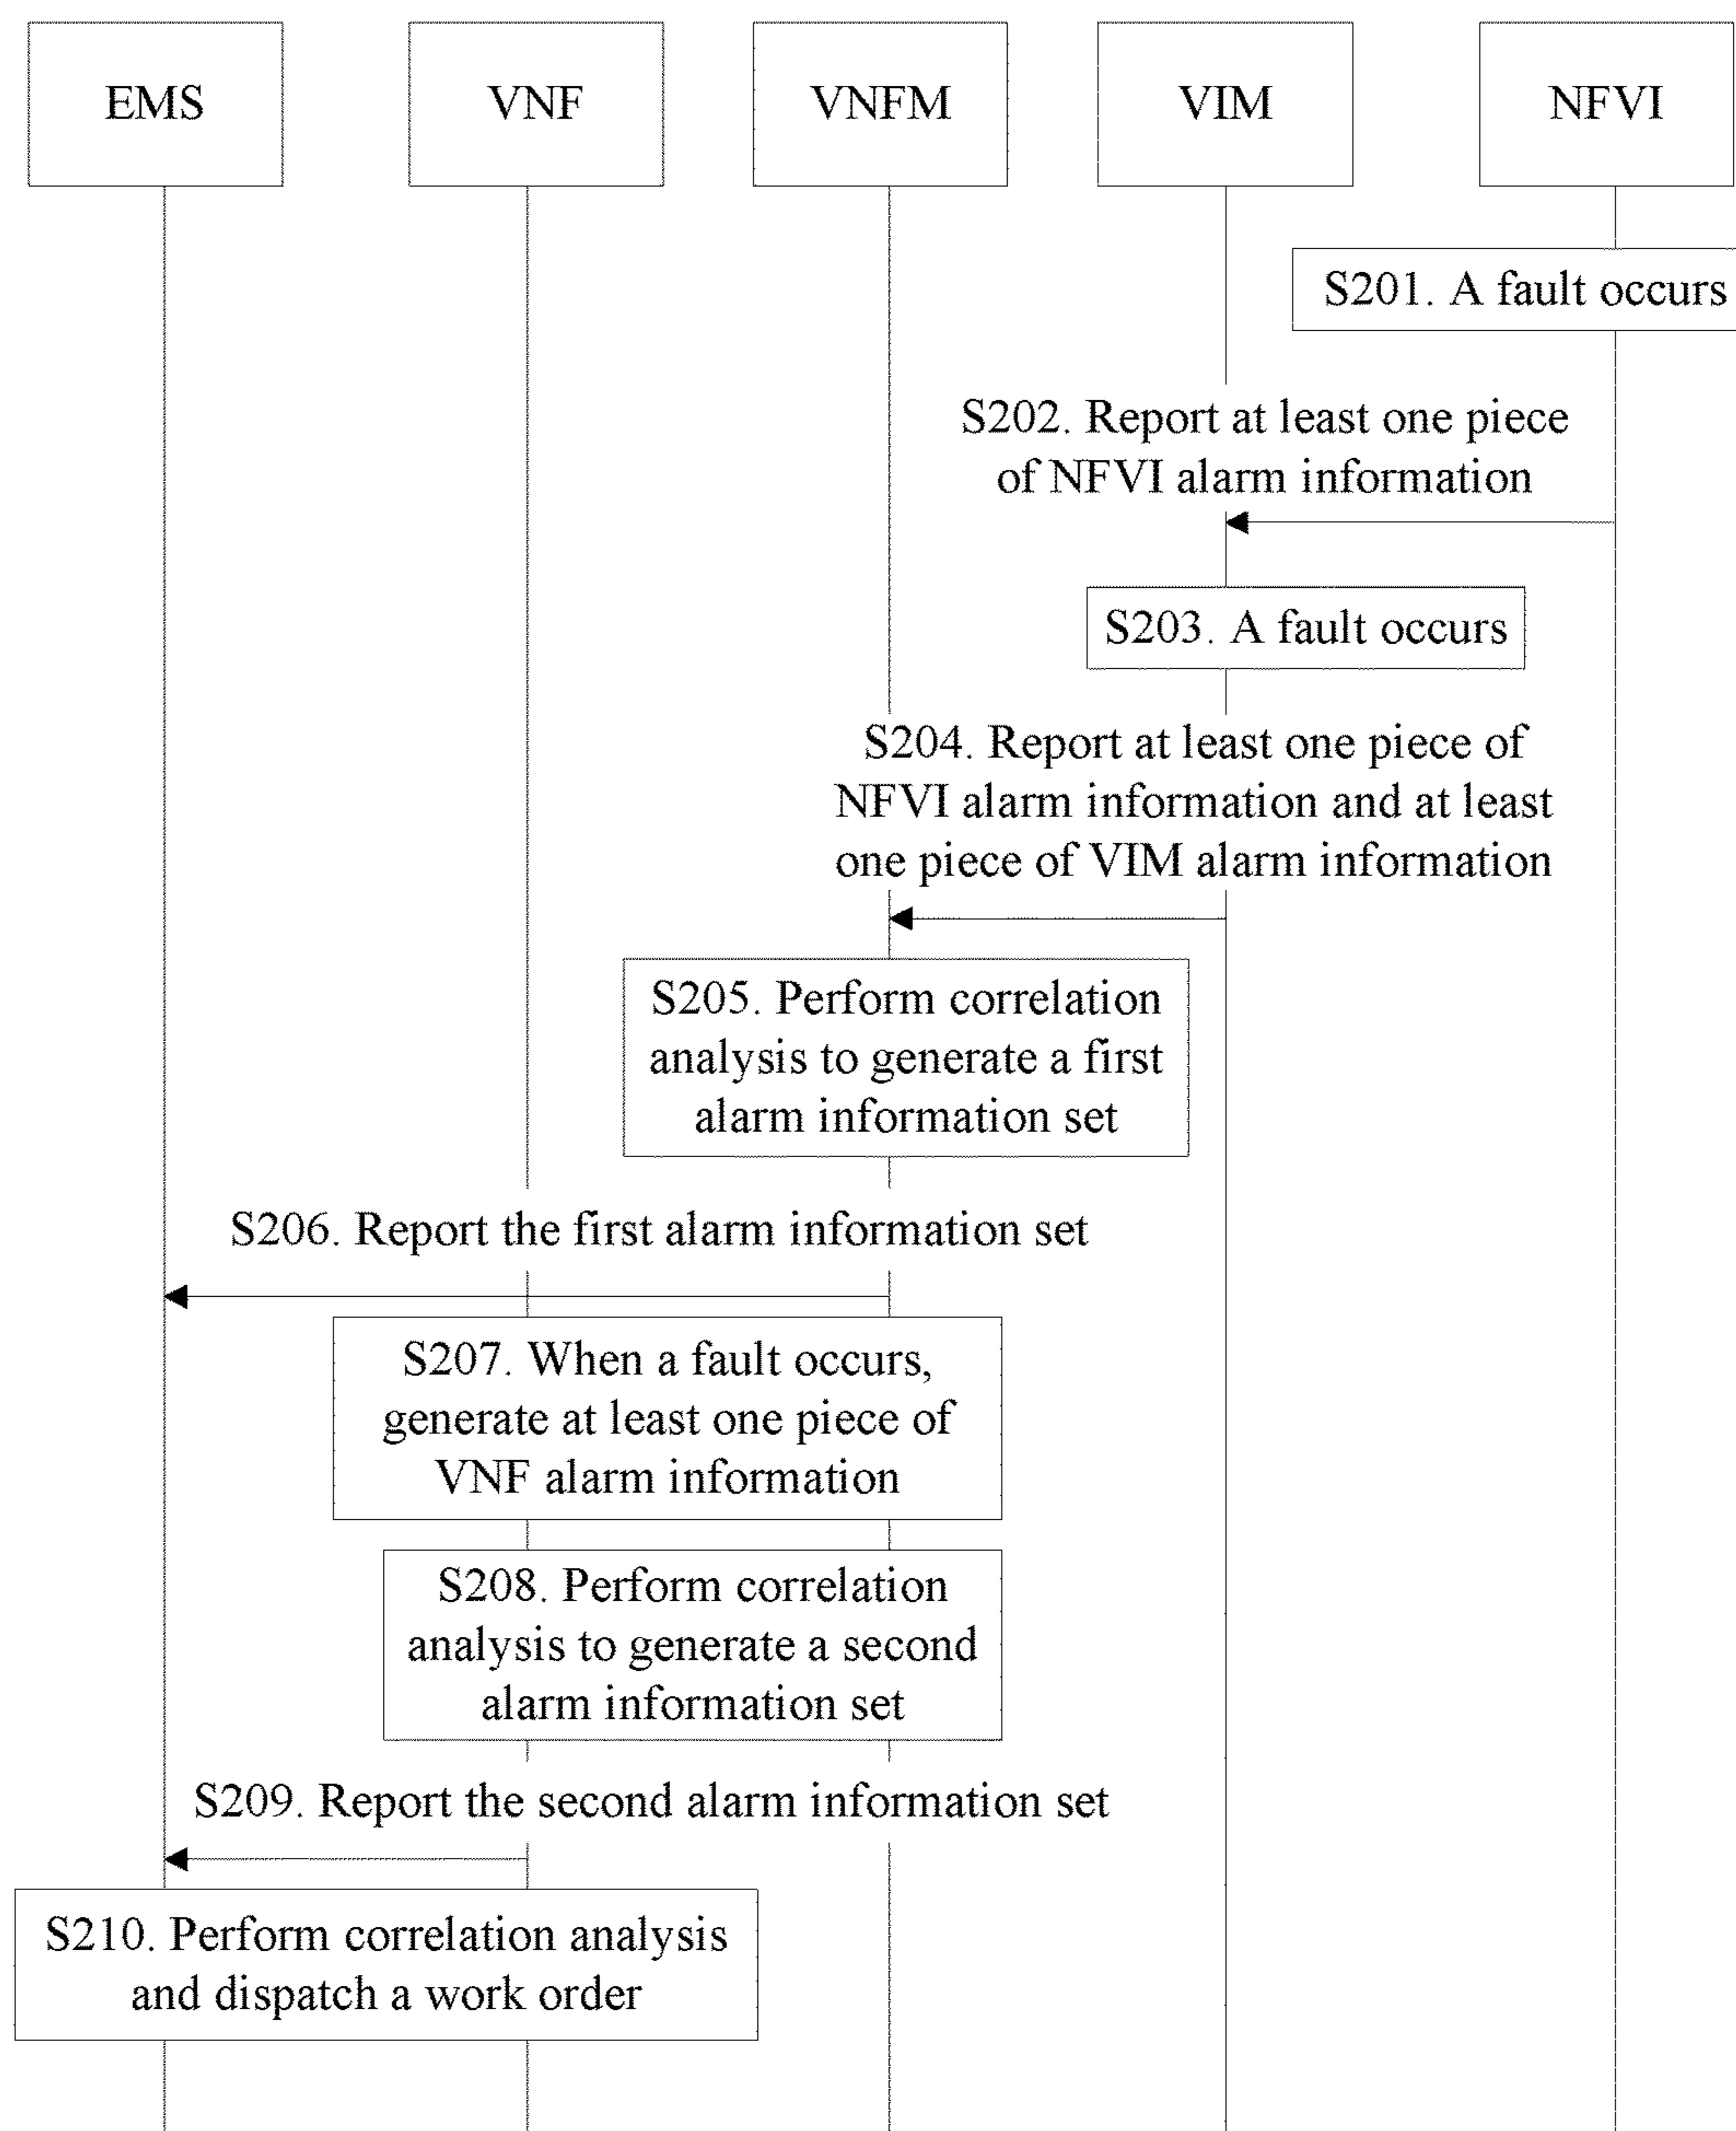 EMS
VNF
VNFM
VIM
NFVI
S201. A fault occurs
S202. Report at least one piece
of NFVI alarm information
S203. A fault occurs
S204. Report at least one piece of
NFVI alarm information and at least
one piece of VIM alarm information
S205. Perform correlation
analysis to generate a first
alarm information set
S206. Report the first alarm information set
S207. When a fault occurs,
generate at least one piece of
VNF alarm information
S208. Perform correlation
analysis to generate a second
alarm information set
S209. Report the second alarm information set
S210. Perform correlation analysis
and dispatch a work order